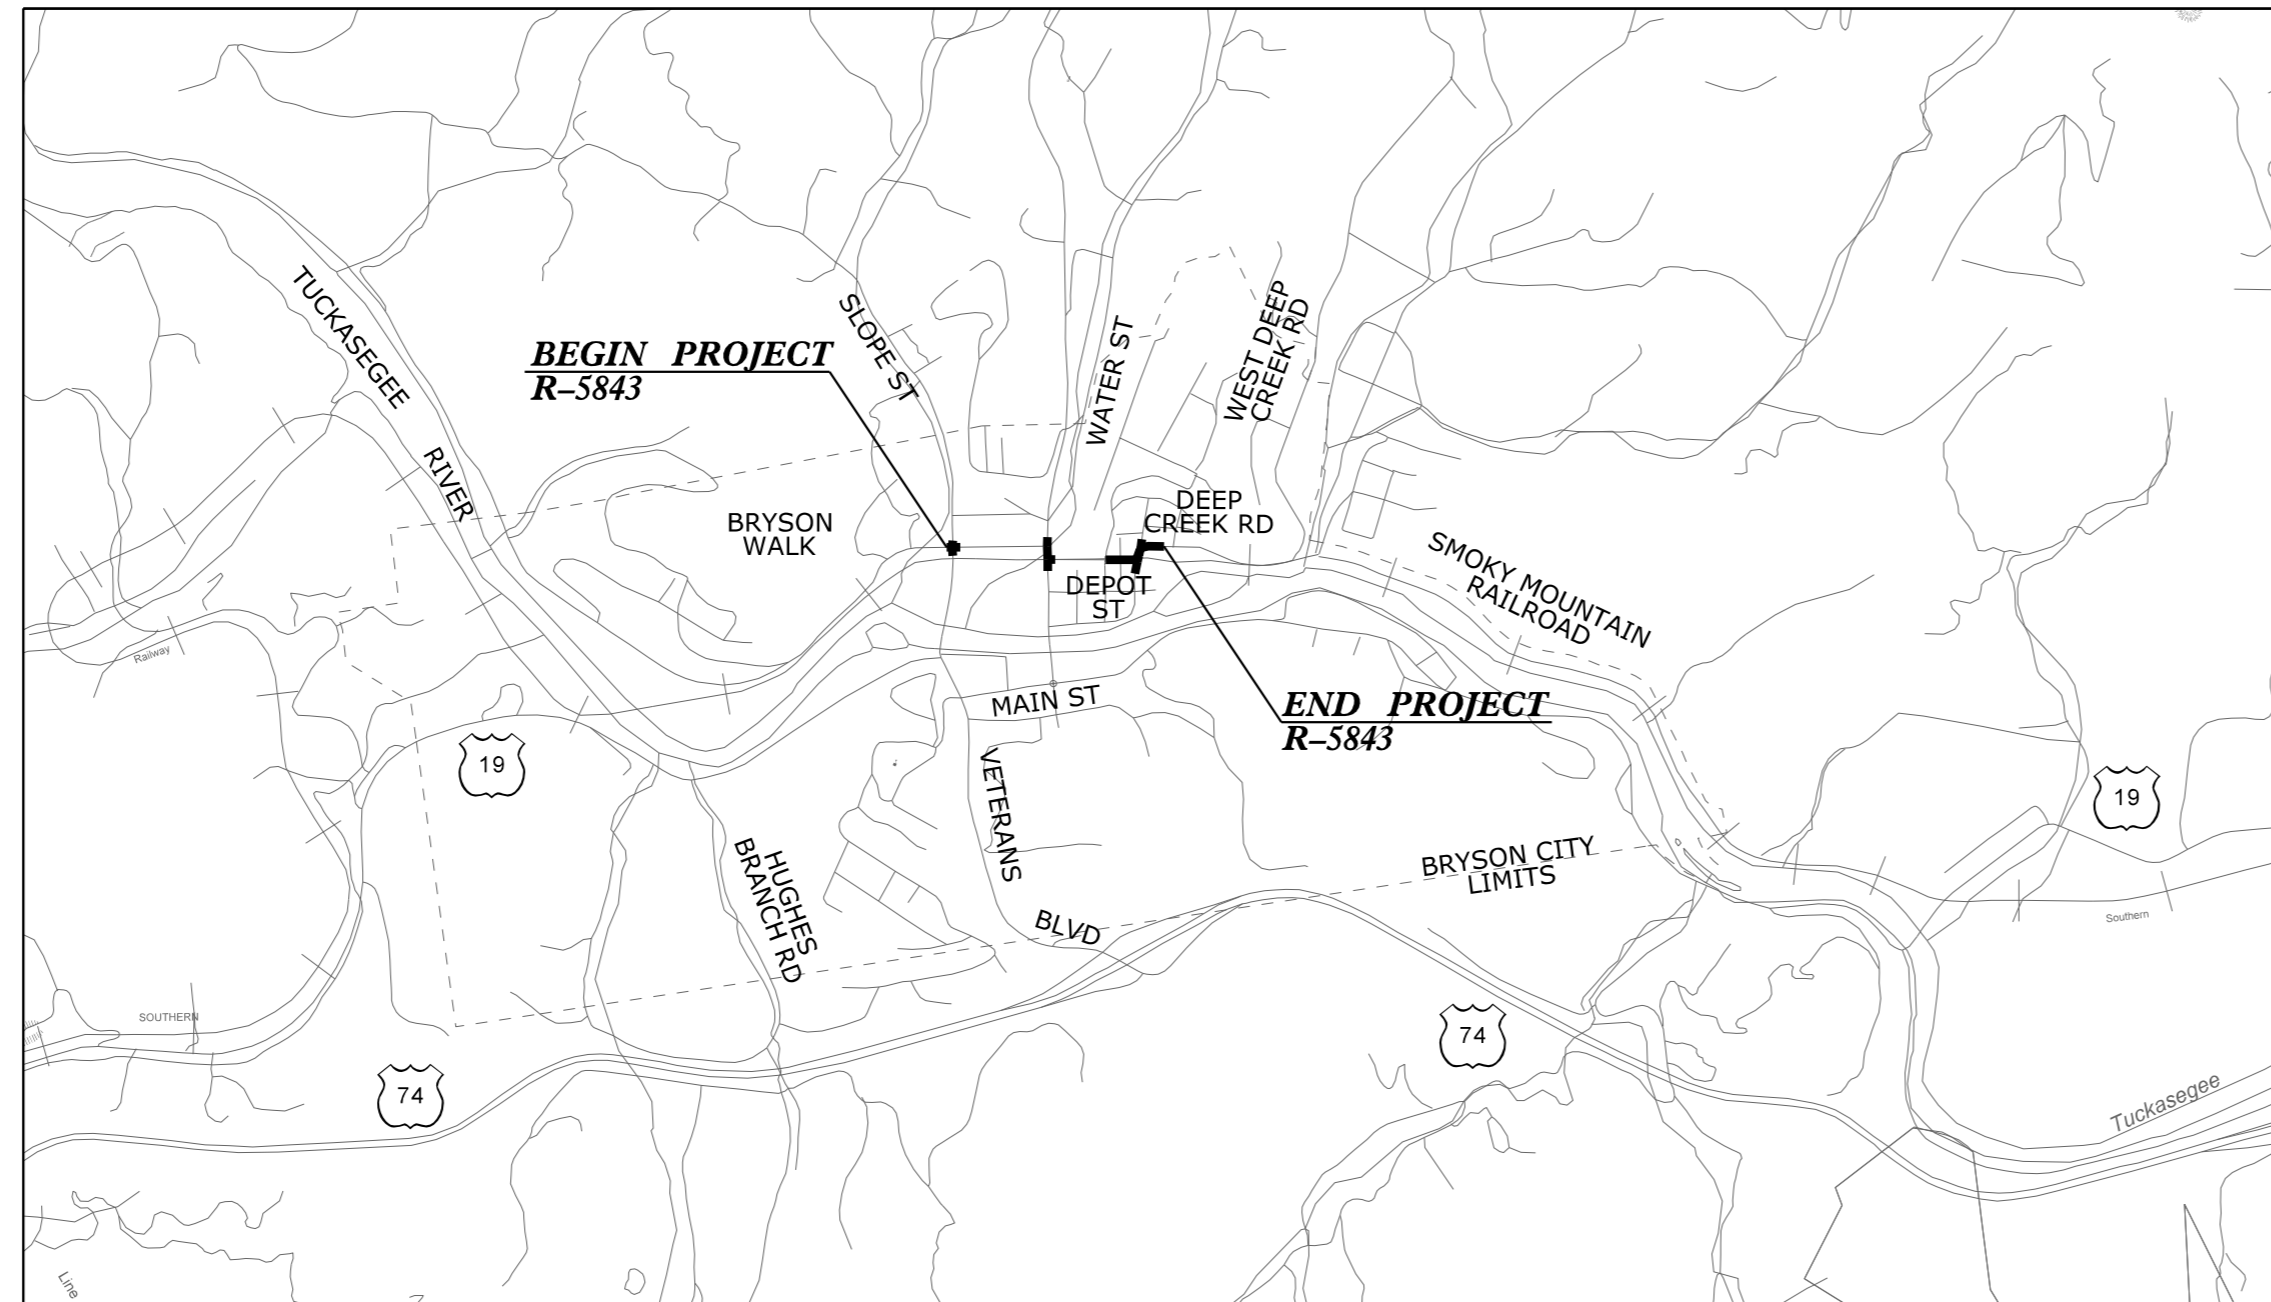 TUCKASEGEE
RIVER
BEGIN PROJECT
R–5843
SLOPE ST
WATER ST
WEST DEEP
CREEK RD
BRYSON
WALK
DEEP
CREEK RD
DEPOT
ST
SMOKY MOUNTAIN
RAILROAD
Railway
MAIN ST
END PROJECT
R–5843
19
19
VETERANS
BLVD
HUGHES
BRANCH RD
BRYSON CITY
LIMITS
Southern
SOUTHERN
74
74
Tuckasegee
Line